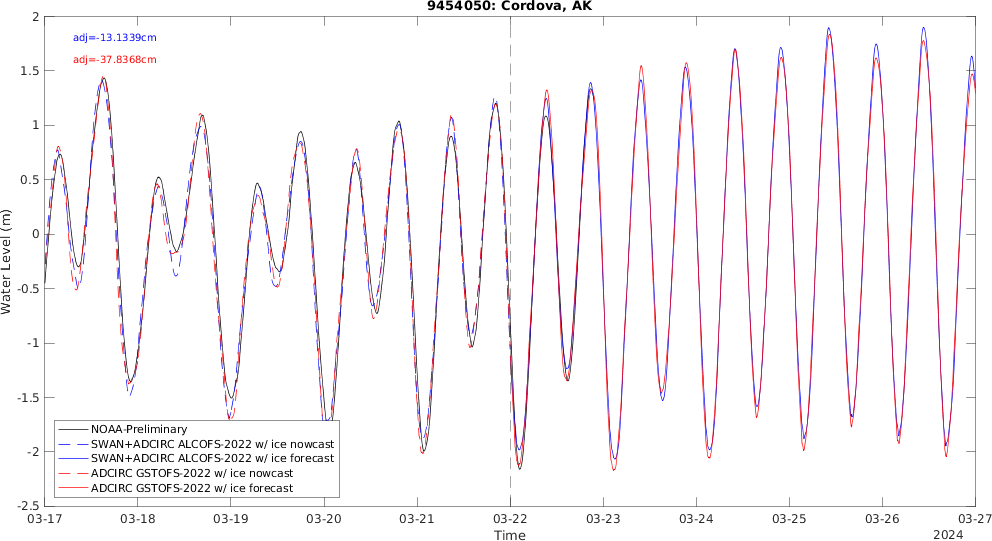 9454050: Cordova, AK
adj=-13.1339cm
adj=-37.8368cm
Water Level (m)
2
1.5
1
0.5
0
-0.5
-1
-1.5
-2
-2.5
NOAA-Preliminary
SWAN+ADCIRC ALCOFS-2022 w/ ice nowcast
SWAN+ADCIRC ALCOFS-2022 w/ ice forecast
ADCIRC GSTOFS-2022 w/ ice nowcast
ADCIRC GSTOFS-2022 w/ ice forecast
03-17 03-18 03-19 03-20 03-21 03-22 03-23 03-24 03-25 03-26 03-27
Time
2024